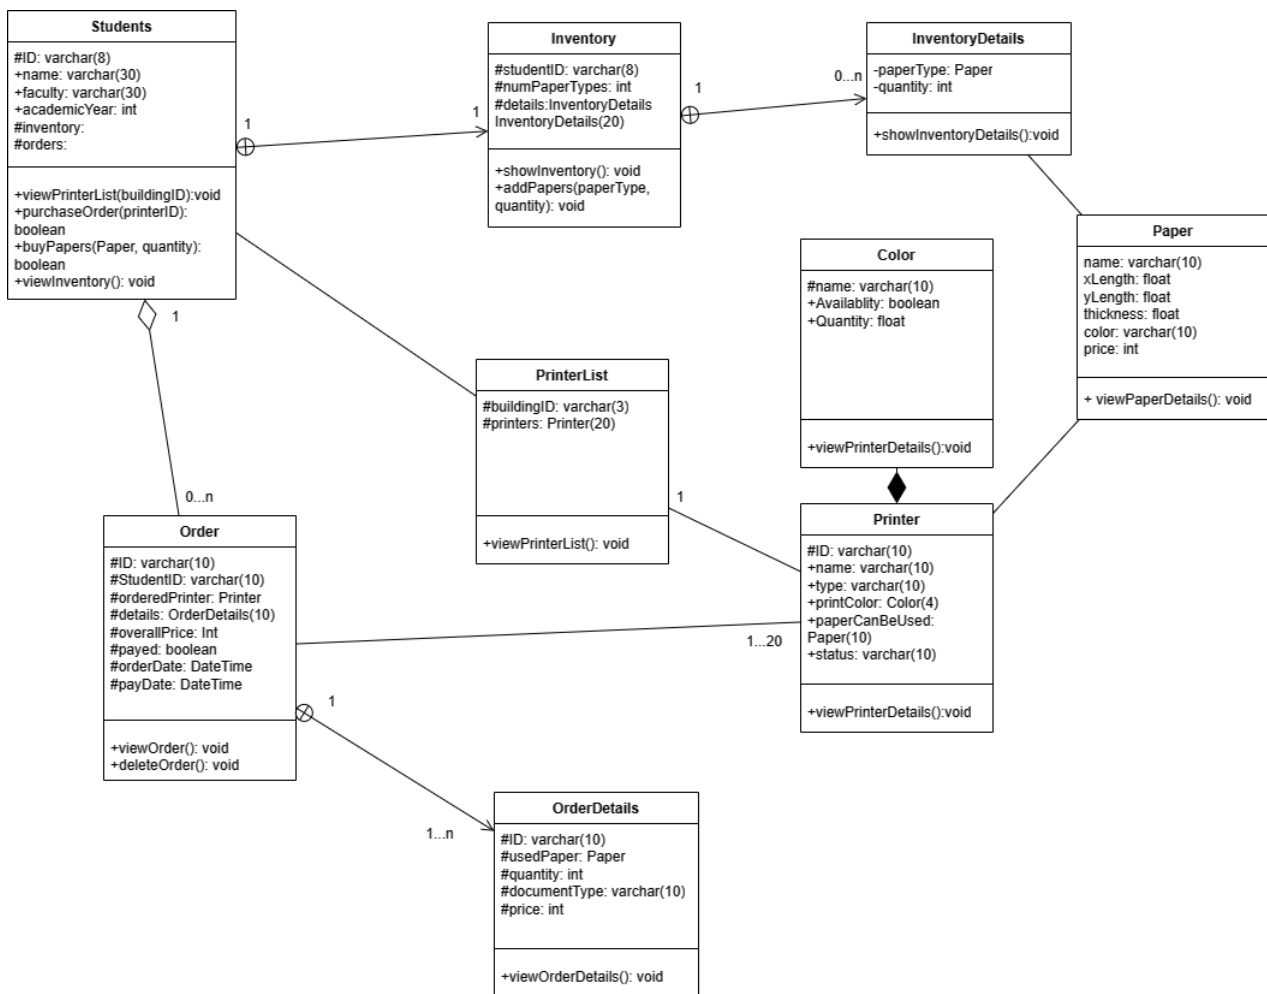 Students
#ID: varchar(8)
+name: varchar(30)
+faculty: varchar(30)
+academicYear: int
#inventory:
#orders:
+viewPrinterList(buildingID):void
+purchaseOrder(printerID):
boolean
+buyPapers(Paper, quantity):
boolean
+viewInventory(): void
1
1
Inventory
#studentID: varchar(8)
#numPaperTypes: int
#details:InventoryDetails
InventoryDetails(20)
+showInventory(): void
+addPapers(paperType,
quantity): void
1
0...n
InventoryDetails
-paperType: Paper
-quantity: int
+showInventoryDetails():void
Paper
name: varchar(10)
xLength: float
yLength: float
thickness: float
color: varchar(10)
price: int
+ viewPaperDetails(): void
Color
#name: varchar(10)
+Availablity: boolean
+Quantity: float
+viewPrinterDetails():void
1
0...n
PrinterList
#buildingID: varchar(3)
#printers: Printer(20)
+viewPrinterList(): void
1
Printer
#ID: varchar(10)
+name: varchar(10)
+type: varchar(10)
+printColor: Color(4)
+paperCanBeUsed:
Paper(10)
+status: varchar(10)
+viewPrinterDetails():void
Order
#ID: varchar(10)
#StudentID: varchar(10)
#orderedPrinter: Printer
#details: OrderDetails(10)
#overallPrice: Int
#payed: boolean
#orderDate: DateTime
#payDate: DateTime
+viewOrder(): void
+deleteOrder(): void
1...20
1
1...n
OrderDetails
#ID: varchar(10)
#usedPaper: Paper
#quantity: int
#documentType: varchar(10)
#price: int
+viewOrderDetails(): void